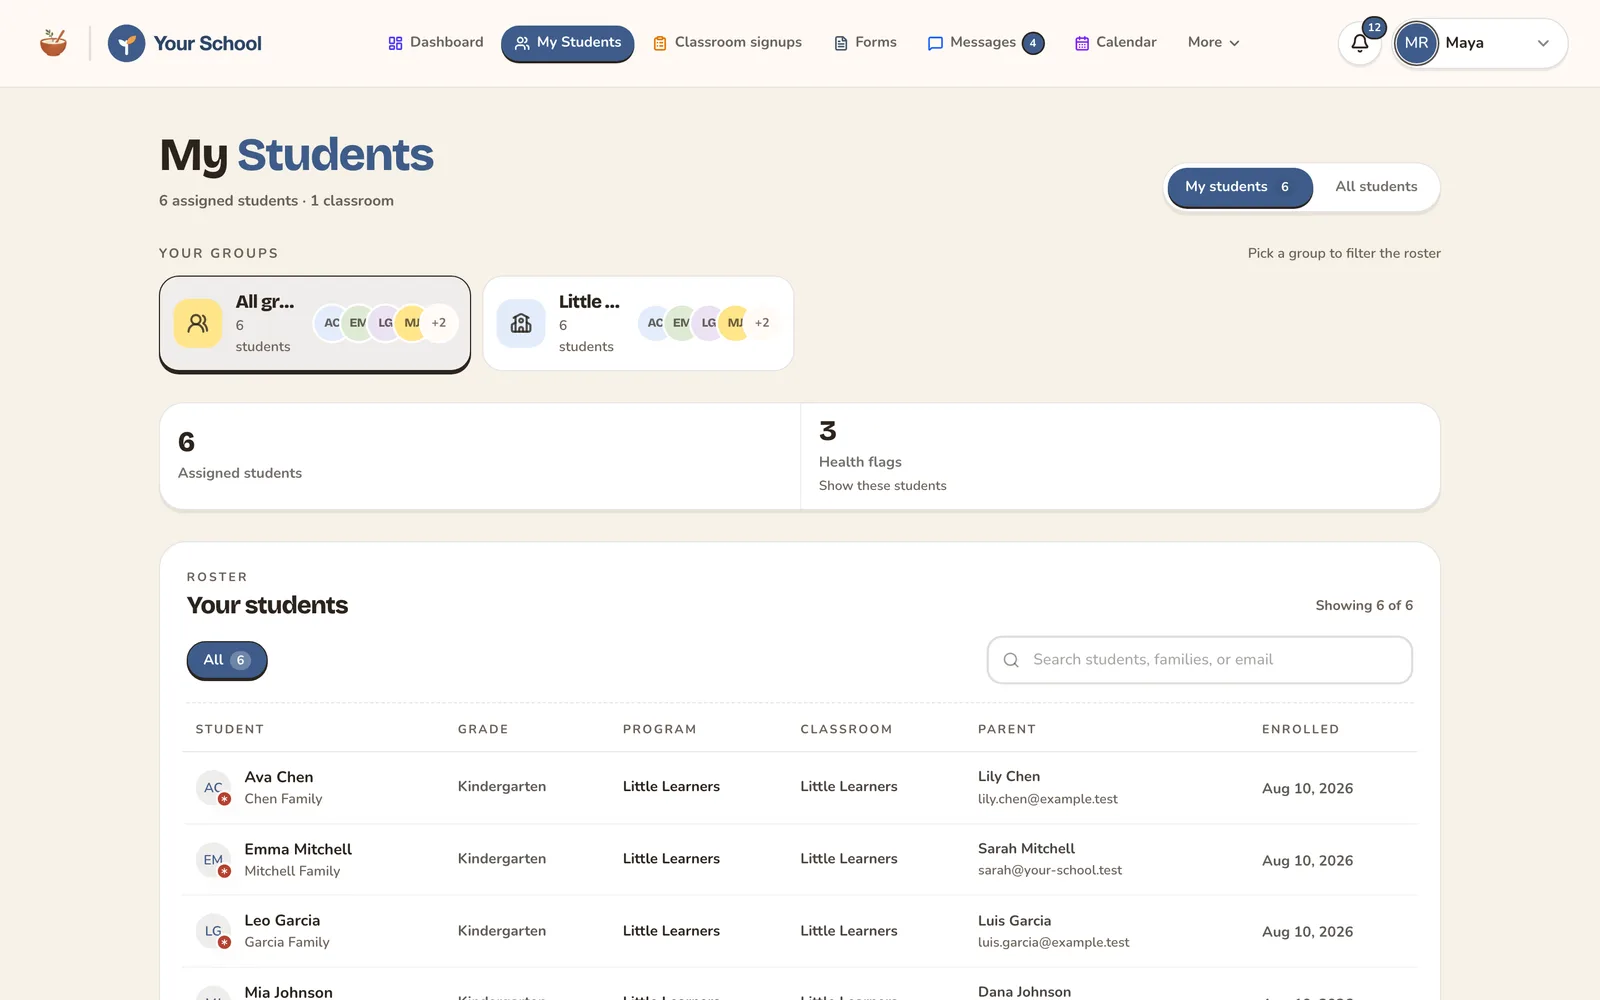 Your School
Dashboard
My Students
Classroom signups
Forms
Messages 4
Calendar
More
12
MR Maya
My Students
6 assigned students · 1 classroom
My students 6
All students
YOUR GROUPS
Pick a group to filter the roster
All gr...
6
students
AC EM LG MJ +2
Little ...
6
students
AC EM LG MJ +2
6
Assigned students
3
Health flags
Show these students
ROSTER
Your students
Showing 6 of 6
All 6
Search students, families, or email
STUDENT GRADE PROGRAM CLASSROOM PARENT ENROLLED
AC Ava Chen
Chen Family
Kindergarten
Little Learners
Little Learners
Lily Chen
lily.chen@example.test
Aug 10, 2026
EM Emma Mitchell
Mitchell Family
Kindergarten
Little Learners
Little Learners
Sarah Mitchell
sarah@your-school.test
Aug 10, 2026
LG Leo Garcia
Garcia Family
Kindergarten
Little Learners
Little Learners
Luis Garcia
luis.garcia@example.test
Aug 10, 2026
Mia Johnson
Dana Johnson